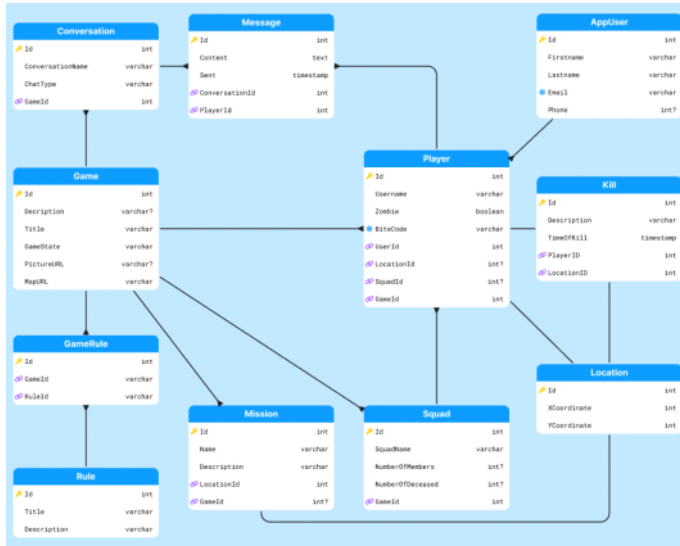 Conversation
Id int
ConversationName varchar
ChatType varchar
GameId int
Message
Id int
Content text
Sent timestamp
ConversationId int
PlayerId int
AppUser
Id int
Firstname varchar
Lastname varchar
Email varchar
Phone int?
Game
Id int
Decription varchar?
Title varchar
GameState varchar
PictureURL varchar?
MapURL varchar
Player
Id int
Username varchar
Zombie boolean
BiteCode varchar
UserId int
LocationId int?
SquadId int?
GameId int
Kill
Id int
Description varchar
TimeOfKill timestamp
PlayerID int
LocationID int
GameRule
Id int
GameId varchar
RuleId varchar
Mission
Id int
Name varchar
Description varchar
LocationId int
GameId int?
Squad
Id int
SquadName varchar
NumberOfMembers int?
NumberOfDeceased int?
GameId int
Location
Id int
XCoordinate int
YCoordinate int
Rule
Id int
Title varchar
Description varchar